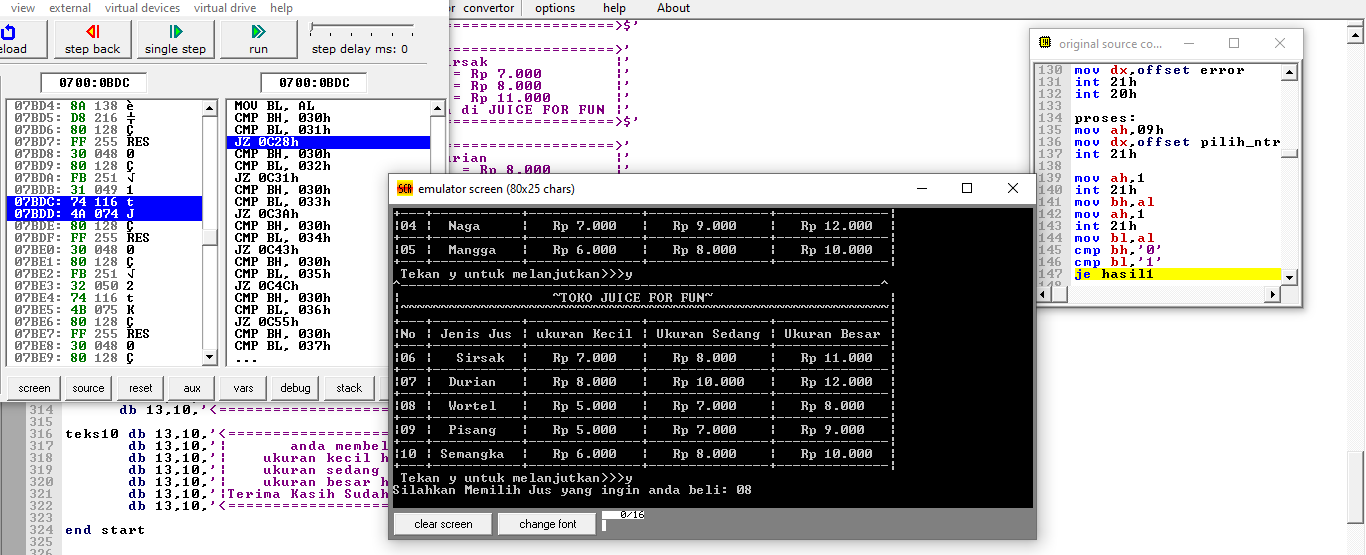 view external virtual devices virtual drive help
convertor options help About
step back single step run step delay ms: 0
0700:0BDC 0700:0BDC
07BD4: 8A 138 è
07BD5: D8 216
07BD6: 80 128 Ç
07BD7: FF 255 RES
07BD8: 30 048 0
07BD9: 80 128 Ç
07BDA: FB 251 √
07BDB: 31 049 1
07BDC: 74 116 t
07BDD: 4A 074 J
07BDE: 80 128 Ç
07BDF: FF 255 RES
07BE0: 30 048 0
07BE1: 80 128 Ç
07BE2: FB 251 √
07BE3: 32 050 2
07BE4: 74 116 t
07BE5: 4B 075 K
07BE6: 80 128 Ç
07BE7: FF 255 RES
07BE8: 30 048 0
07BE9: 80 128 Ç
MOV BL, AL
CMP BH, 030h
CMP BL, 031h
JZ 0C28h
CMP BH, 030h
CMP BL, 032h
JZ 0C31h
CMP BH, 030h
CMP BL, 033h
JZ 0C3Ah
CMP BH, 030h
CMP BL, 034h
JZ 0C43h
CMP BH, 030h
CMP BL, 035h
JZ 0C4Ch
CMP BH, 030h
CMP BL, 036h
JZ 0C55h
CMP BH, 030h
CMP BL, 037h
...
screen source reset aux vars debug stack
= Rp 7.000 ¦'
= Rp 8.000 ¦'
= Rp 11.000 ¦'
di JUICE FOR FUN ¦'
= Rp 8.000
original source co...
130 mov dx,offset error
131 int 21h
132 int 20h
133
134 proses:
135 mov ah,09h
136 mov dx,offset pilih_ntr
137 int 21h
138
139 mov ah,1
140 int 21h
141 mov bh,al
142 mov ah,1
143 int 21h
144 mov bl,al
145 cmp bh,'0'
146 cmp bl,'1'
147 je hasil1
emulator screen (80x25 chars)
¦04 ¦ Naga ¦ Rp 7.000 ¦ Rp 9.000 ¦ Rp 12.000 ¦
¦05 ¦ Mangga ¦ Rp 6.000 ¦ Rp 8.000 ¦ Rp 10.000 ¦
Tekan y untuk melanjutkan>>>y
~TOKO JUICE FOR FUN~
¦No ¦ Jenis Jus ¦ ukuran Kecil ¦ Ukuran Sedang ¦ Ukuran Besar ¦
¦06 ¦ Sirsak ¦ Rp 7.000 ¦ Rp 8.000 ¦ Rp 11.000 ¦
¦07 ¦ Durian ¦ Rp 8.000 ¦ Rp 10.000 ¦ Rp 12.000 ¦
¦08 ¦ Wortel ¦ Rp 5.000 ¦ Rp 7.000 ¦ Rp 8.000 ¦
¦09 ¦ Pisang ¦ Rp 5.000 ¦ Rp 7.000 ¦ Rp 9.000 ¦
¦10 ¦ Semangka ¦ Rp 6.000 ¦ Rp 8.000 ¦ Rp 10.000 ¦
Tekan y untuk melanjutkan>>>y
Silahkan Memilih Jus yang ingin anda beli: 08
clear screen change font 0/16
314 db 13,10,'<====================
315
316 teks10 db 13,10,'<===================
317 db 13,10,'¦ anda membel
318 db 13,10,'¦ ukuran kecil h
319 db 13,10,'¦ ukuran sedang
320 db 13,10,'¦ ukuran besar h
321 db 13,10,'¦Terima Kasih Sudah
322 db 13,10,'<===================
323
324 end start
325